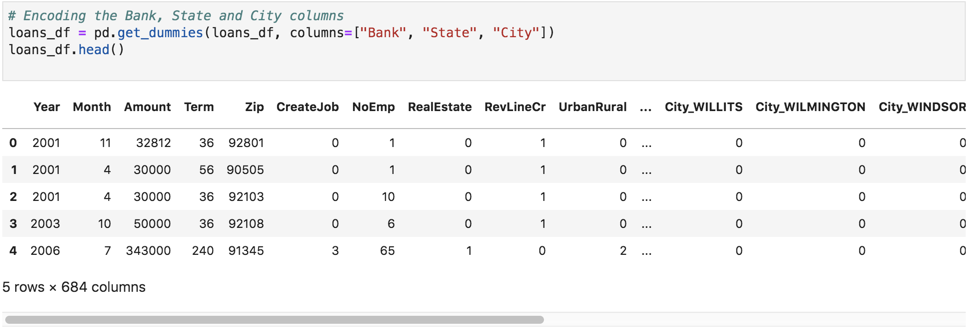 # Encoding the Bank, State and City columns
loans_df = pd.get_dummies(loans_df, columns=["Bank", "State", "City"])
loans_df.head()
Year Month Amount Term Zip CreateJob NoEmp RealEstate RevLineCr UrbanRural ... City_WILLITS City_WILMINGTON City_WINDSOR
0 2001 11 32812 36 92801 0 1 0 1 0 ... 0 0 0
1 2001 4 30000 56 90505 0 1 0 1 0 ... 0 0 0
2 2001 4 30000 36 92103 0 10 0 1 0 ... 0 0 0
3 2003 10 50000 36 92108 0 6 0 1 0 ... 0 0 0
4 2006 7 343000 240 91345 3 65 1 0 2 ... 0 0 0
5 rows × 684 columns